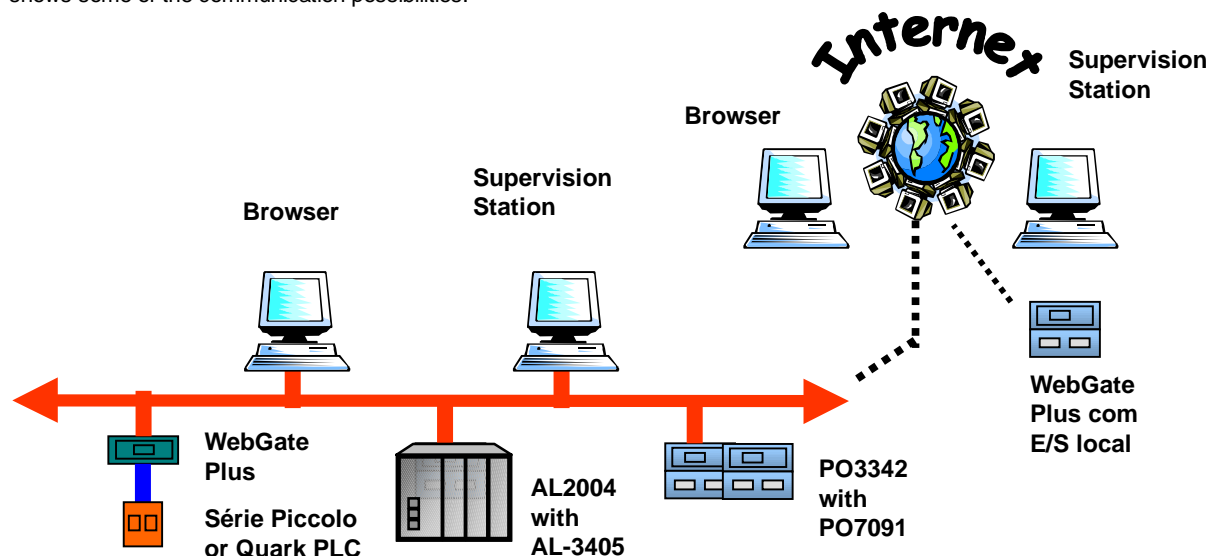 shows some of the communication possibilities.
Internet
Supervision
Station
Browser
Supervision
Station
Browser
WebGate
Plus
Série Piccolo
or Quark PLC
AL2004
with
AL-3405
PO3342
with
PO7091
WebGate
Plus com
E/S local